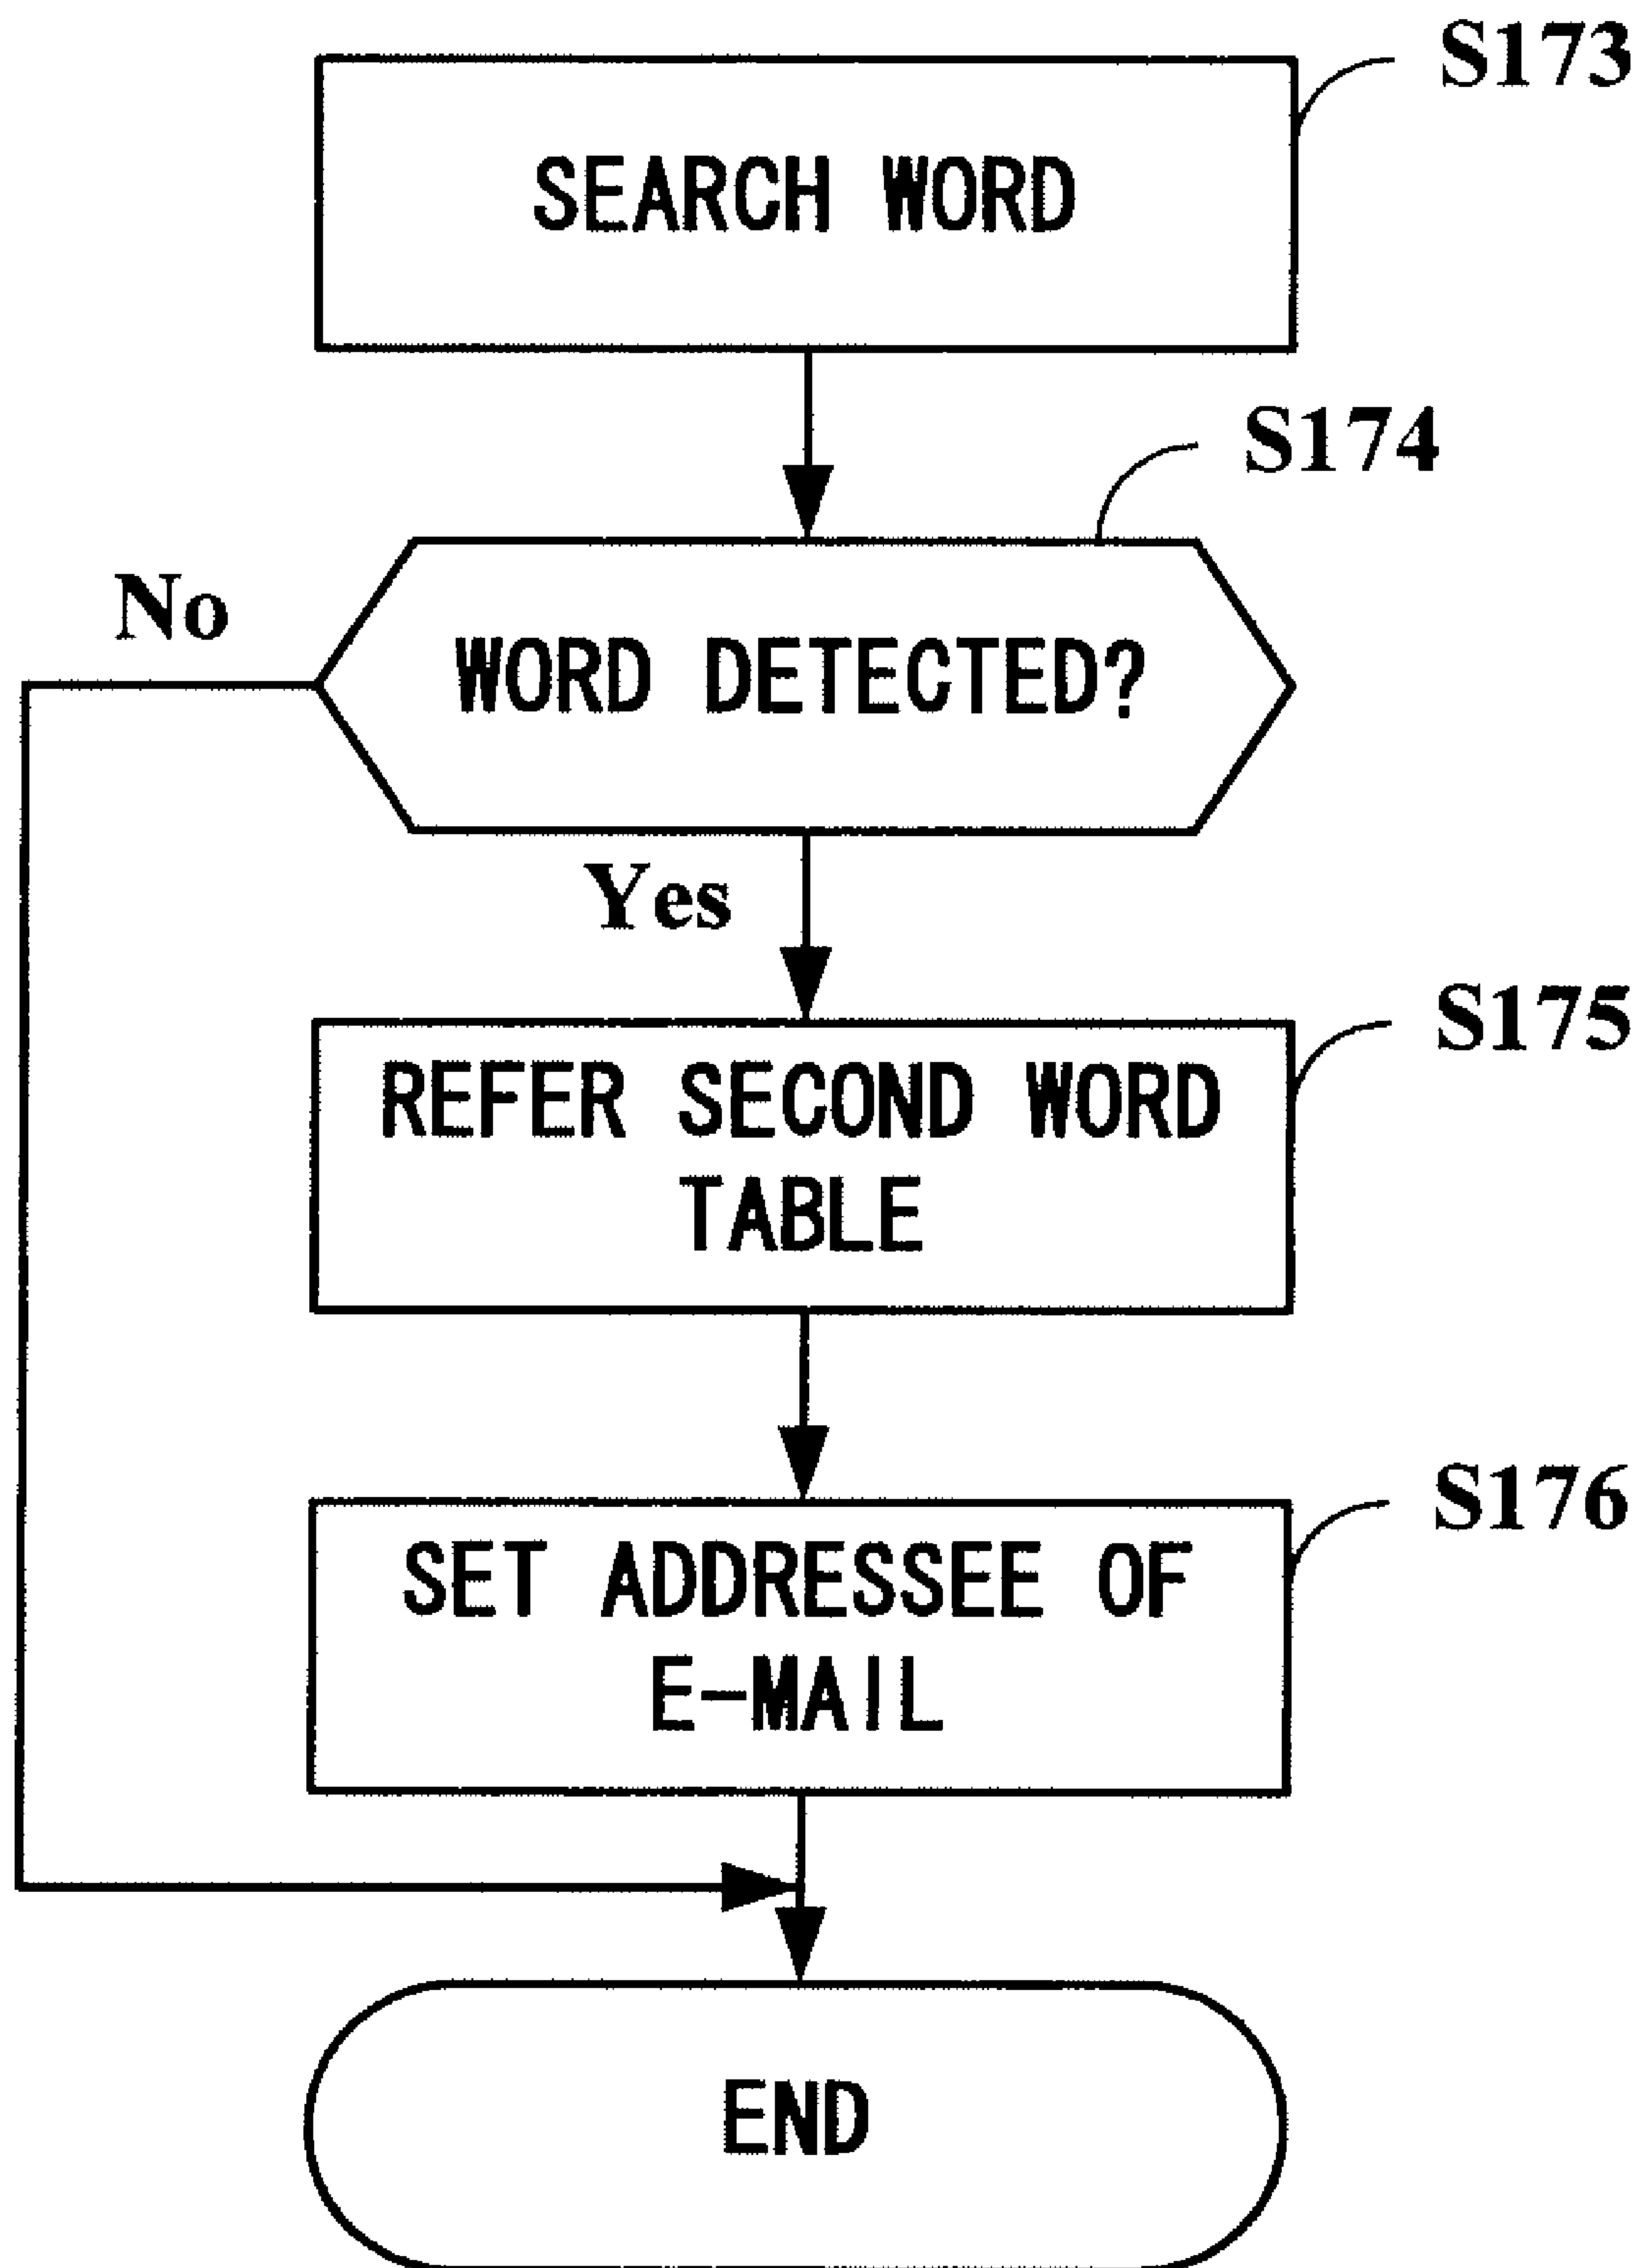 S173
SEARCH WORD
S174
No
WORD DETECTED?
Yes
S175
REFER SECOND WORD
TABLE
S176
SET ADDRESSEE OF
E-MAIL
END